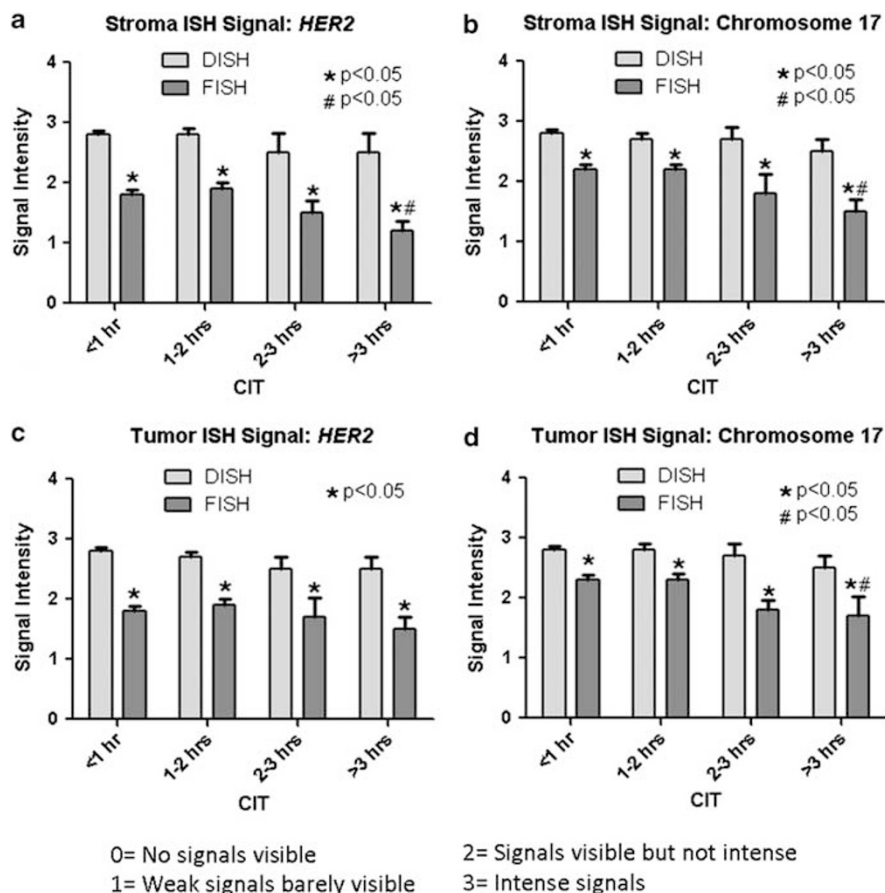 a Stroma ISH Signal: HER2
DISH
FISH
* p<0.05
# p<0.05
Signal Intensity
4
3
2
1
0
* * * *#
<1 hr 1-2 hrs 2-3 hrs >3 hrs
CIT
b Stroma ISH Signal: Chromosome 17
DISH
FISH
* p<0.05
# p<0.05
Signal Intensity
4
3
2
1
0
* * * *#
<1 hr 1-2 hrs 2-3 hrs >3 hrs
CIT
c Tumor ISH Signal: HER2
DISH
FISH
* p<0.05
Signal Intensity
4
3
2
1
0
* * * *
<1 hr 1-2 hrs 2-3 hrs >3 hrs
CIT
d Tumor ISH Signal: Chromosome 17
DISH
FISH
* p<0.05
# p<0.05
Signal Intensity
4
3
2
1
0
* * * *#
<1 hr 1-2 hrs 2-3 hrs >3 hrs
CIT
0= No signals visible
1= Weak signals barely visible
2= Signals visible but not intense
3= Intense signals